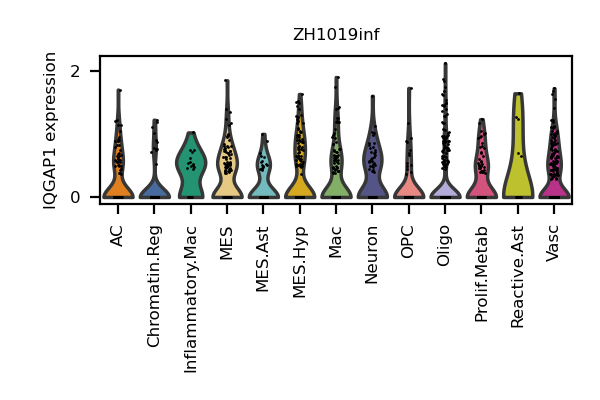 ZH1019inf
IQGAP1 expression
2
0
AC
Chromatin.Reg
Inflammatory.Mac
MES
MES.Ast
MES.Hyp
Mac
Neuron
OPC
Oligo
Prolif.Metab
Reactive.Ast
Vasc